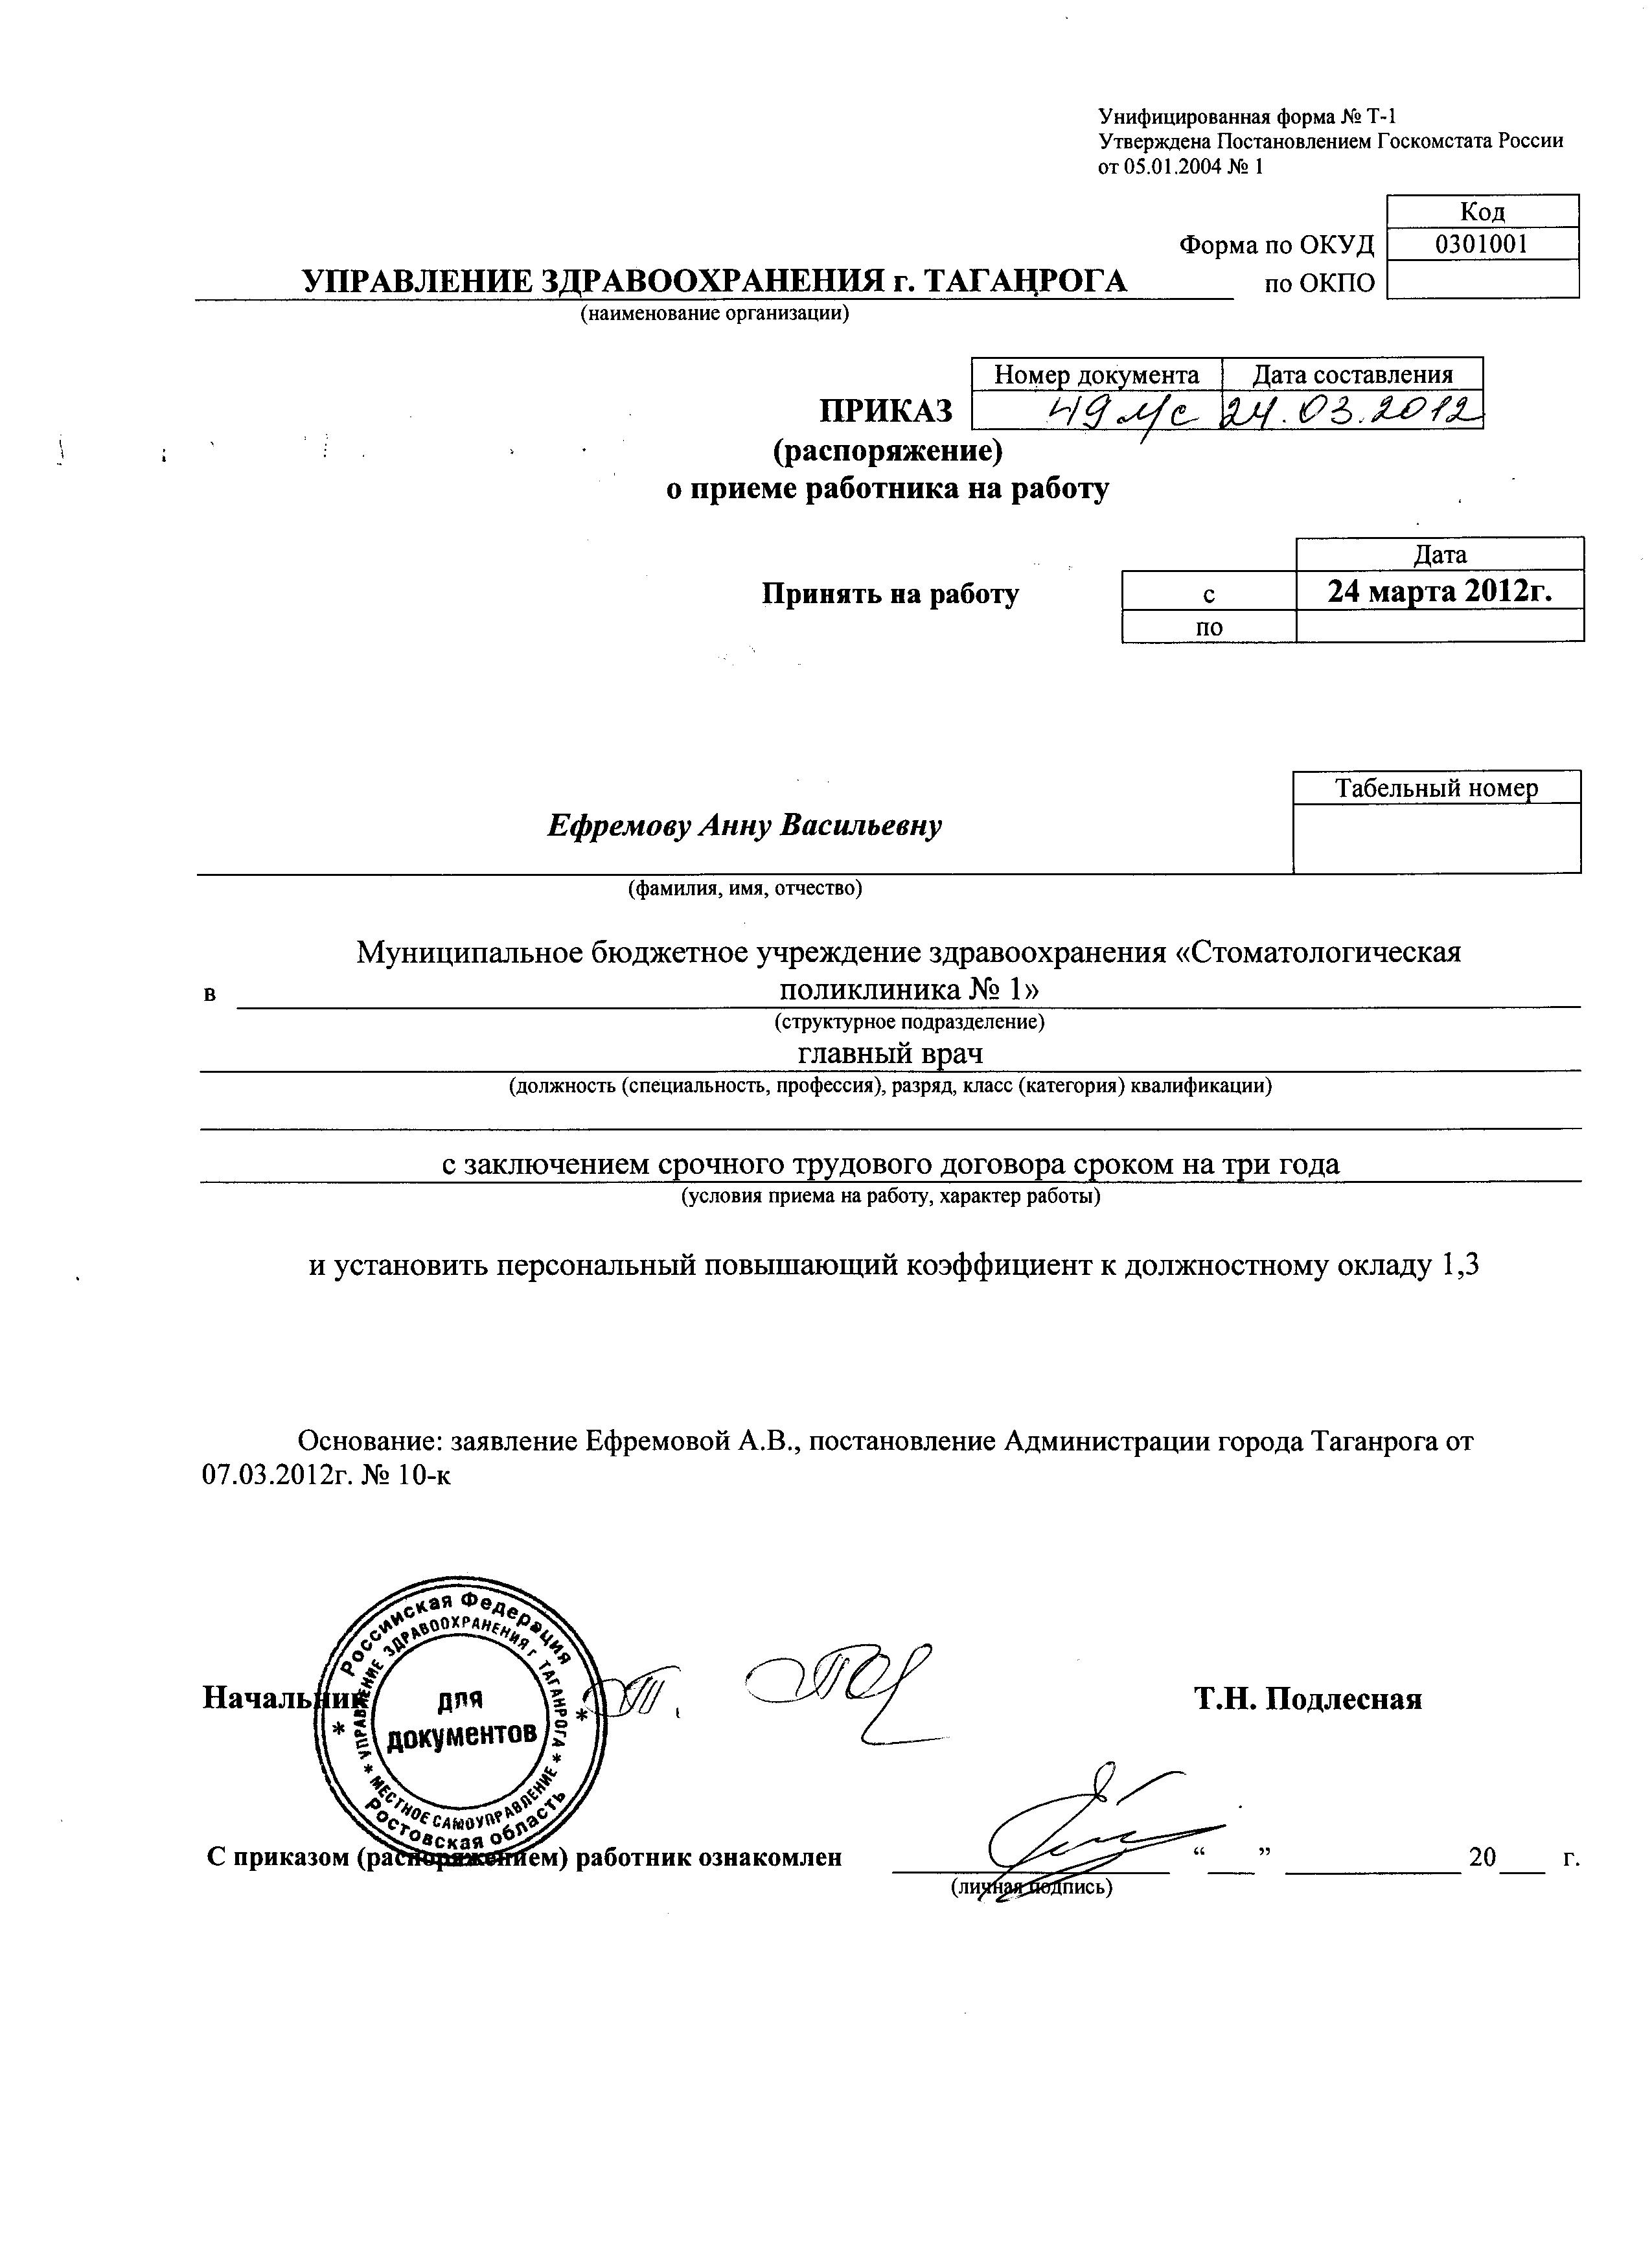 Унифицированная форма № Т-1
Утверждена Постановлением Госкомстата России
от 05.01.2004 № 1
Код
Форма по ОКУД 0301001
УПРАВЛЕНИЕ ЗДРАВООХРАНЕНИЯ г. ТАГАНРОГА по ОКПО
(наименование организации)
Номер документа Дата составления
ПРИКАЗ 49 л/с 24.03.2012
(распоряжение)
о приеме работника на работу
Дата
Принять на работу с 24 марта 2012г.
по
Табельный номер
Ефремову Анну Васильевну
(фамилия, имя, отчество)
Муниципальное бюджетное учреждение здравоохранения «Стоматологическая
в поликлиника № 1»
(структурное подразделение)
главный врач
(должность (специальность, профессия), разряд, класс (категория) квалификации)
с заключением срочного трудового договора сроком на три года
(условия приема на работу, характер работы)
и установить персональный повышающий коэффициент к должностному окладу 1,3
Основание: заявление Ефремовой А.В., постановление Администрации города Таганрога от
07.03.2012г. № 10-к
Начальник Т.Н. Подлесная
Российская Федерация
* Ростовская область *
УПРАВЛЕНИЕ ЗДРАВООХРАНЕНИЯ г ТАГАНРОГА
* МЕСТНОЕ САМОУПРАВЛЕНИЕ *
для
документов
С приказом (распоряжением) работник ознакомлен “___” ____________ 20___ г.
(личная подпись)